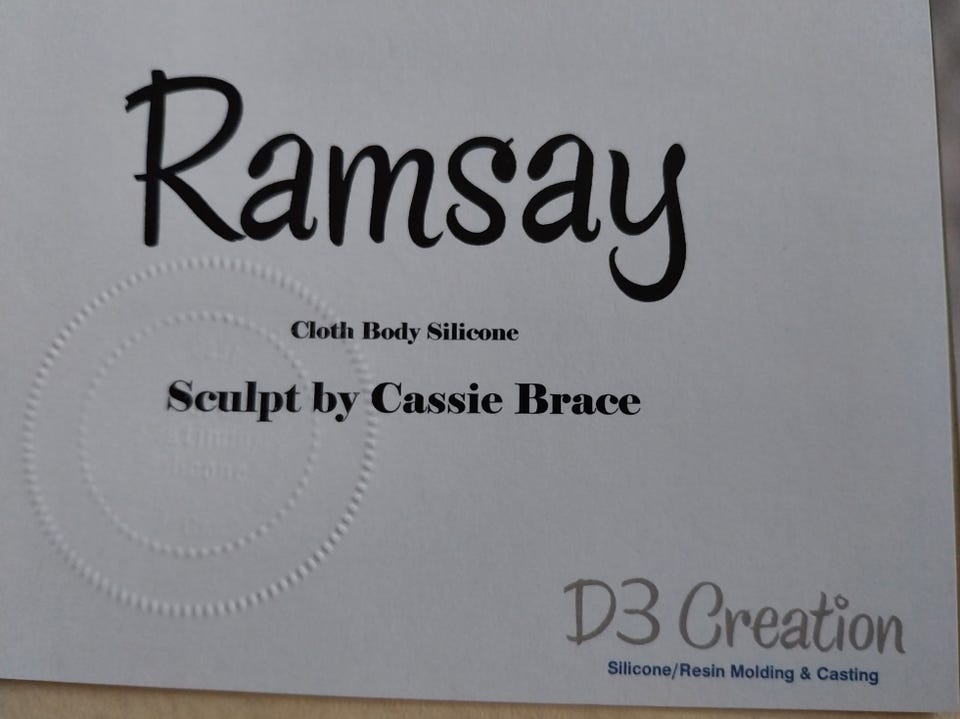 Ramsay
Cloth Body Silicone
Sculpt by Cassie Brace
D3 Creation
Silicone/Resin Molding & Casting